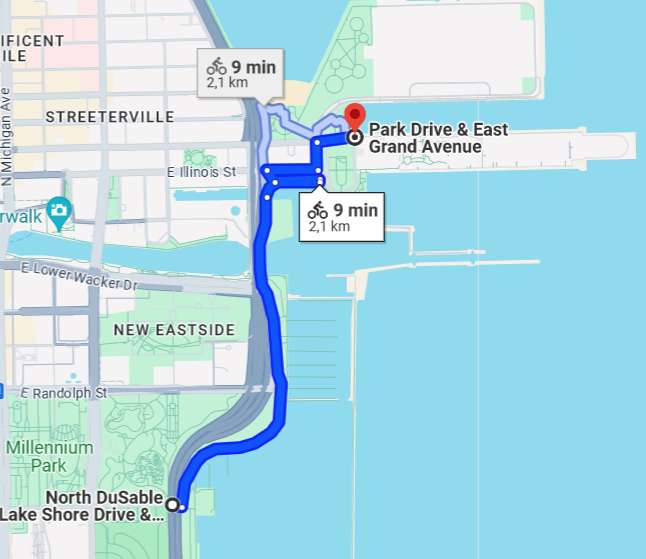 IFICENT
ILE
9 min
2,1 km
STREETERVILLE
Park Drive & East
Grand Avenue
N Michigan Ave
E Illinois St
rwalk
9 min
2,1 km
E Lower Wacker Dr
NEW EASTSIDE
E Randolph St
Millennium
Park
North DuSable
Lake Shore Drive &...